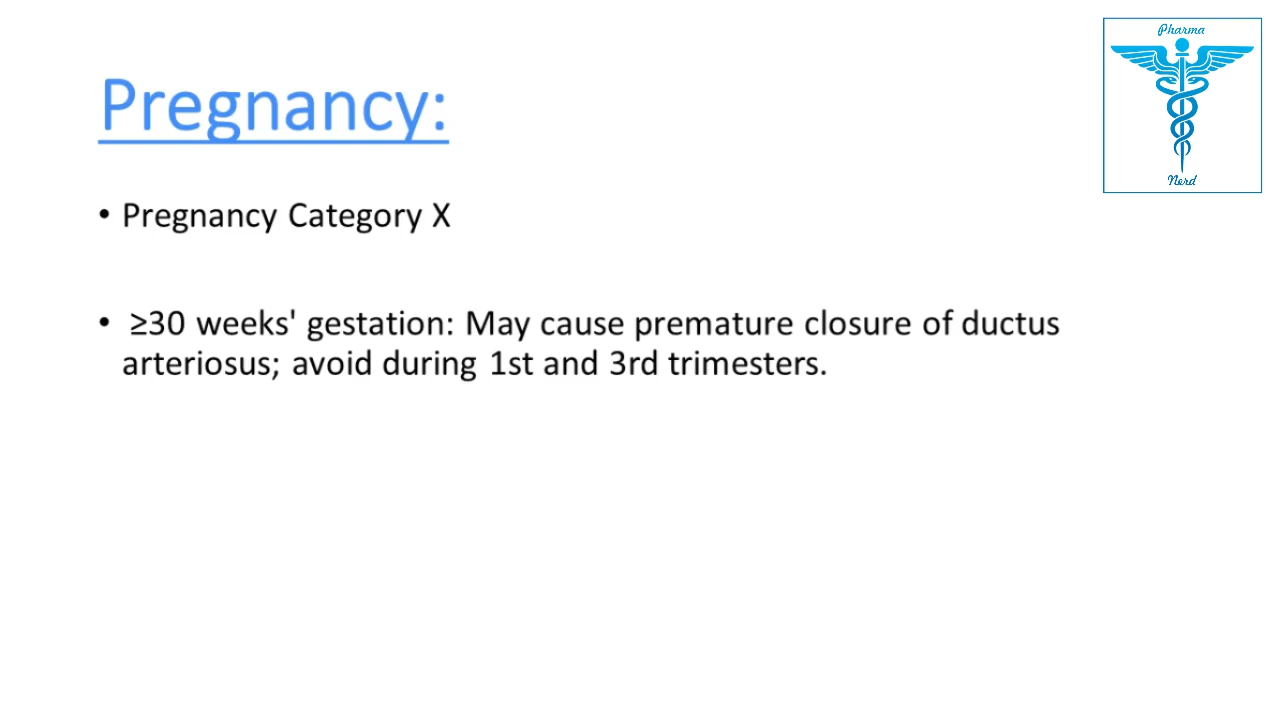 Pharma
Pregnancy:
• Pregnancy Category X
• ≥30 weeks' gestation: May cause premature closure of ductus
arteriosus; avoid during 1st and 3rd trimesters.
Nerd